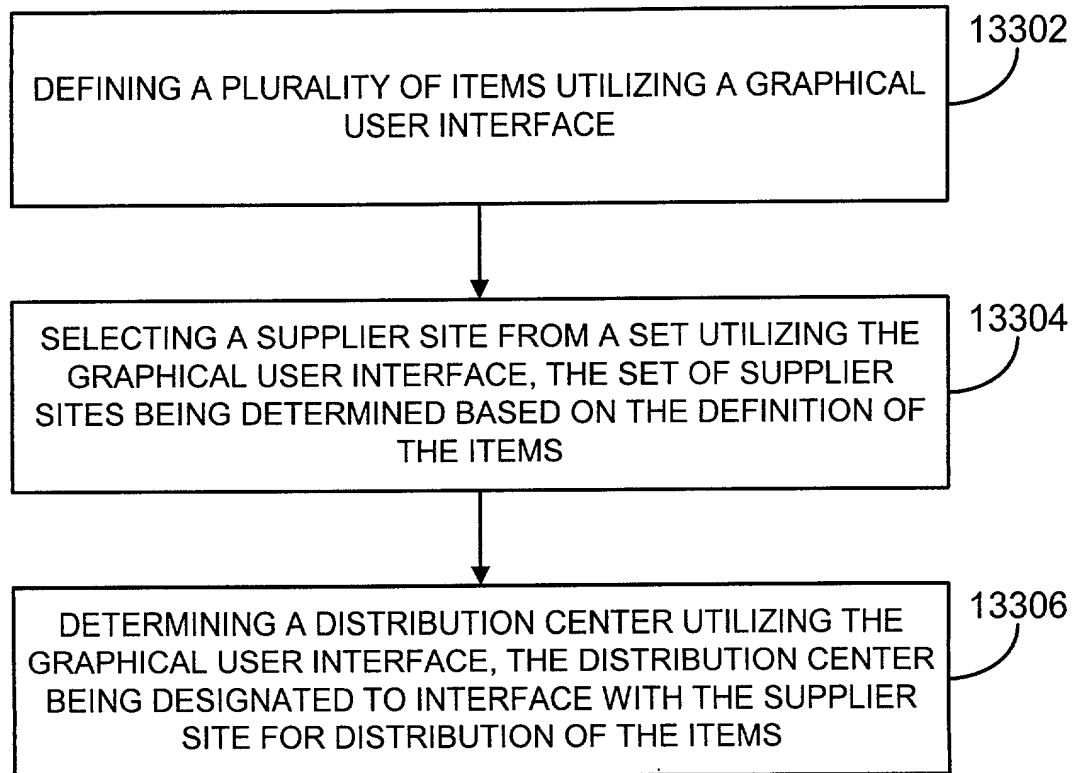 13302
DEFINING A PLURALITY OF ITEMS UTILIZING A GRAPHICAL
USER INTERFACE
13304
SELECTING A SUPPLIER SITE FROM A SET UTILIZING THE
GRAPHICAL USER INTERFACE, THE SET OF SUPPLIER
SITES BEING DETERMINED BASED ON THE DEFINITION OF
THE ITEMS
13306
DETERMINING A DISTRIBUTION CENTER UTILIZING THE
GRAPHICAL USER INTERFACE, THE DISTRIBUTION CENTER
BEING DESIGNATED TO INTERFACE WITH THE SUPPLIER
SITE FOR DISTRIBUTION OF THE ITEMS